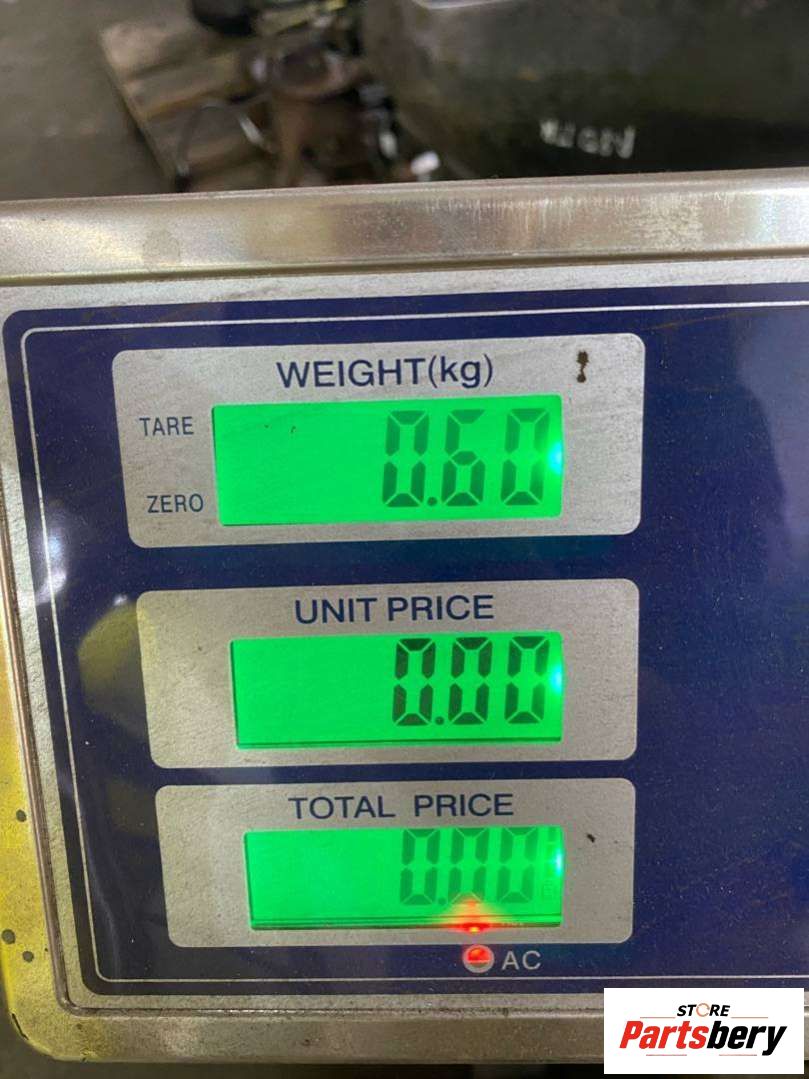 WEIGHT(kg)
TARE
0.60
ZERO
UNIT PRICE
0.00
TOTAL PRICE
0.00
AC
STORE
Partsbery